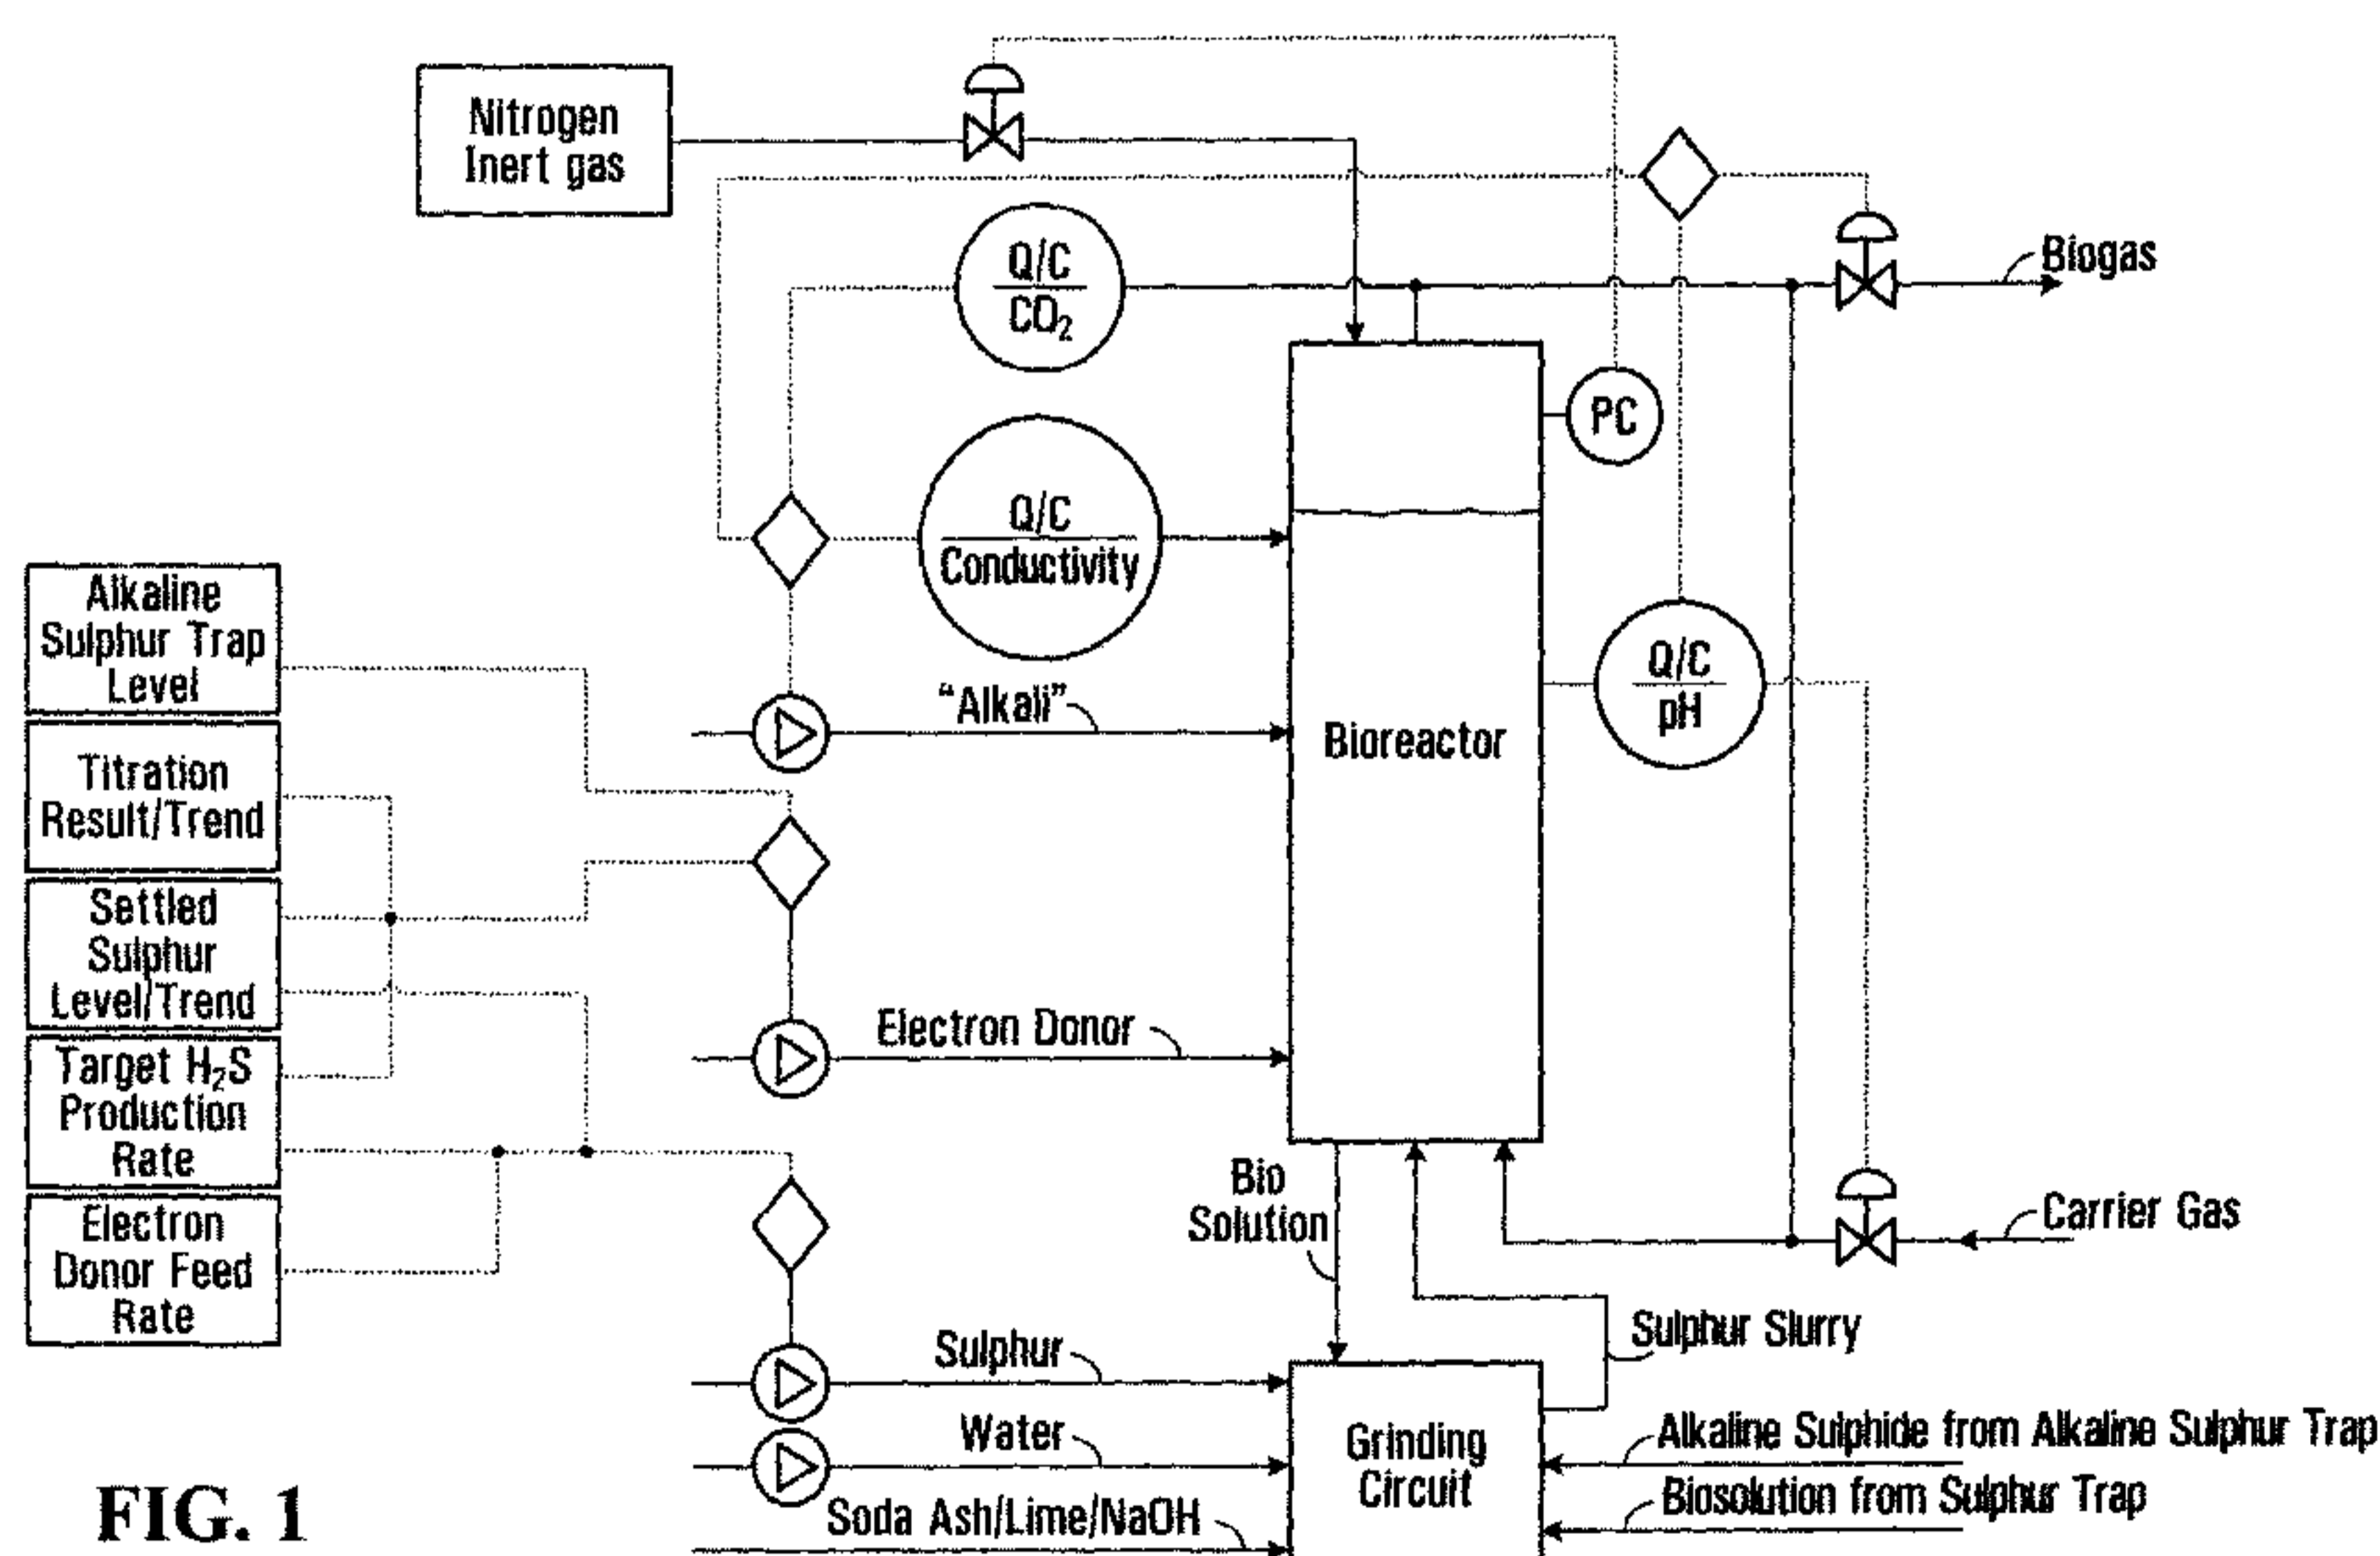 Nitrogen
Inert gas
Q/C
CO₂
Biogas
PC
Q/C
Conductivity
Alkaline
Sulphur Trap
Level
Titration
Result/Trend
Settled
Sulphur
Level/Trend
Target H₂S
Production
Rate
Electron
Donor Feed
Rate
"Alkali"
Bioreactor
Q/C
pH
Electron Donor
Bio
Solution
Carrier Gas
Sulphur Slurry
Sulphur
Water
Soda Ash/Lime/NaOH
Grinding
Circuit
Alkaline Sulphide from Alkaline Sulphur Trap
Biosolution from Sulphur Trap
FIG. 1